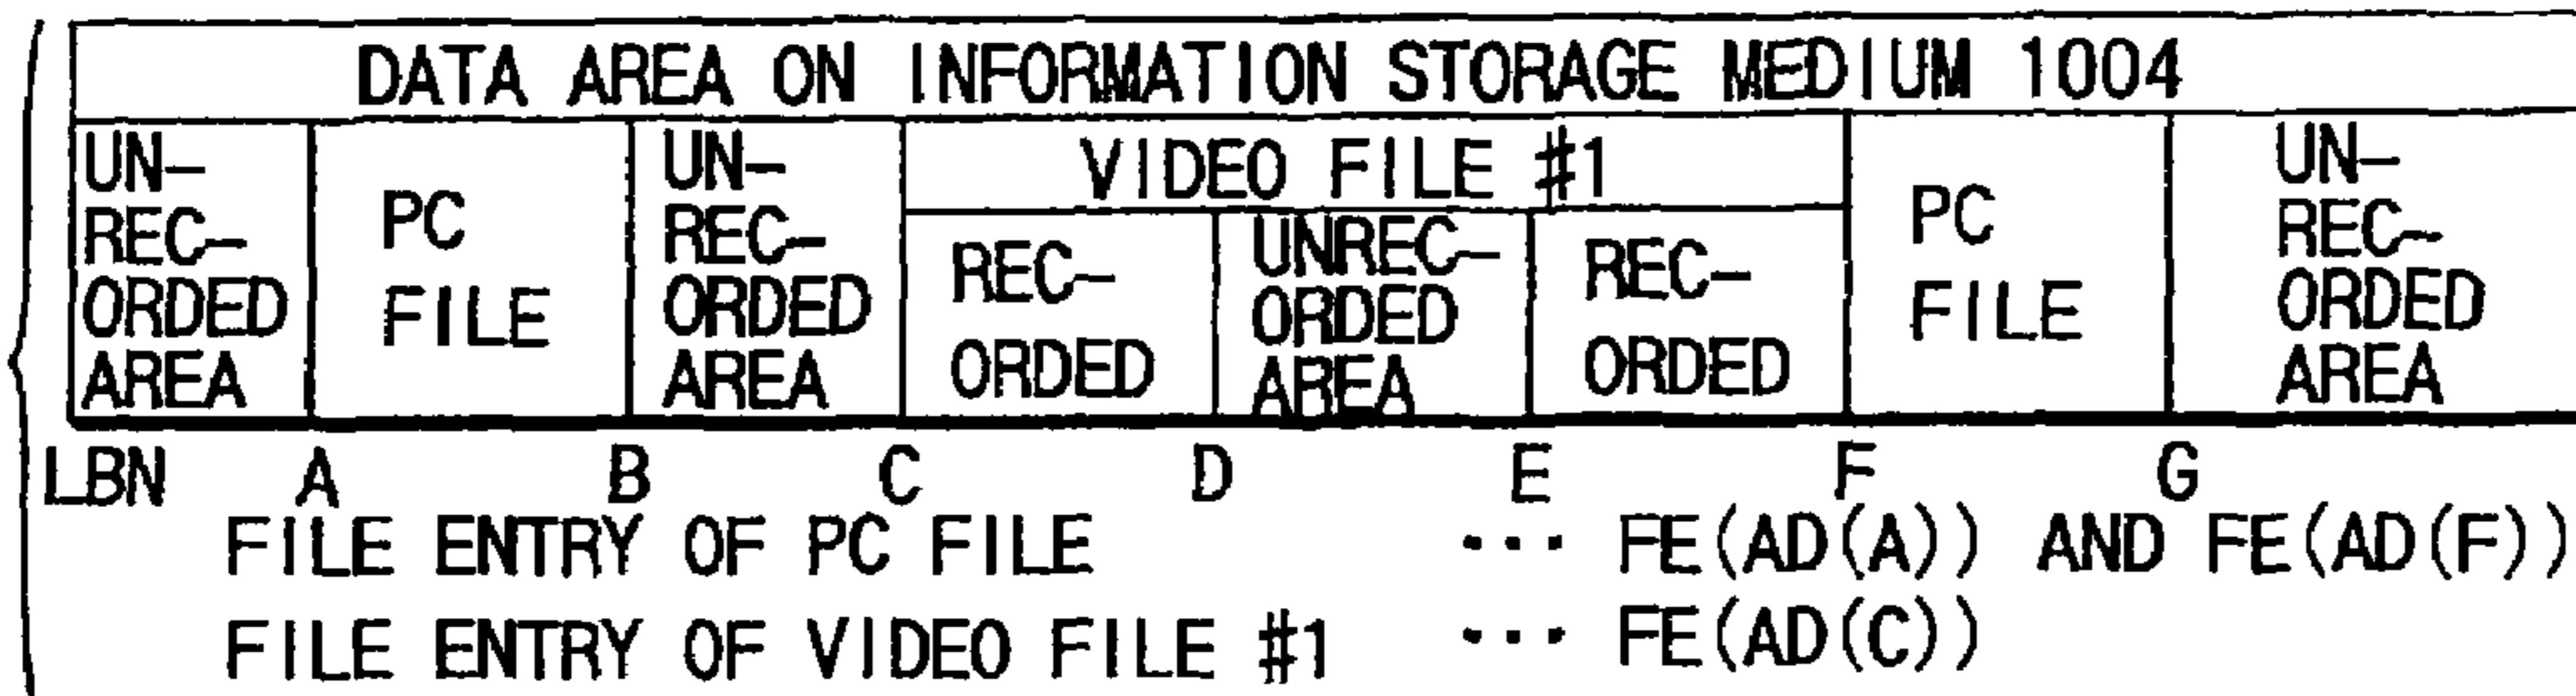 DATA AREA ON INFORMATION STORAGE MEDIUM 1004
UN-
REC-
ORDED
AREA
PC
FILE
UN-
REC-
ORDED
AREA
VIDEO FILE #1
REC-
ORDED
UNREC-
ORDED
AREA
REC-
ORDED
PC
FILE
UN-
REC-
ORDED
AREA
LBN A B C D E F G
FILE ENTRY OF PC FILE ··· FE(AD(A)) AND FE(AD(F))
FILE ENTRY OF VIDEO FILE #1 ··· FE(AD(C))